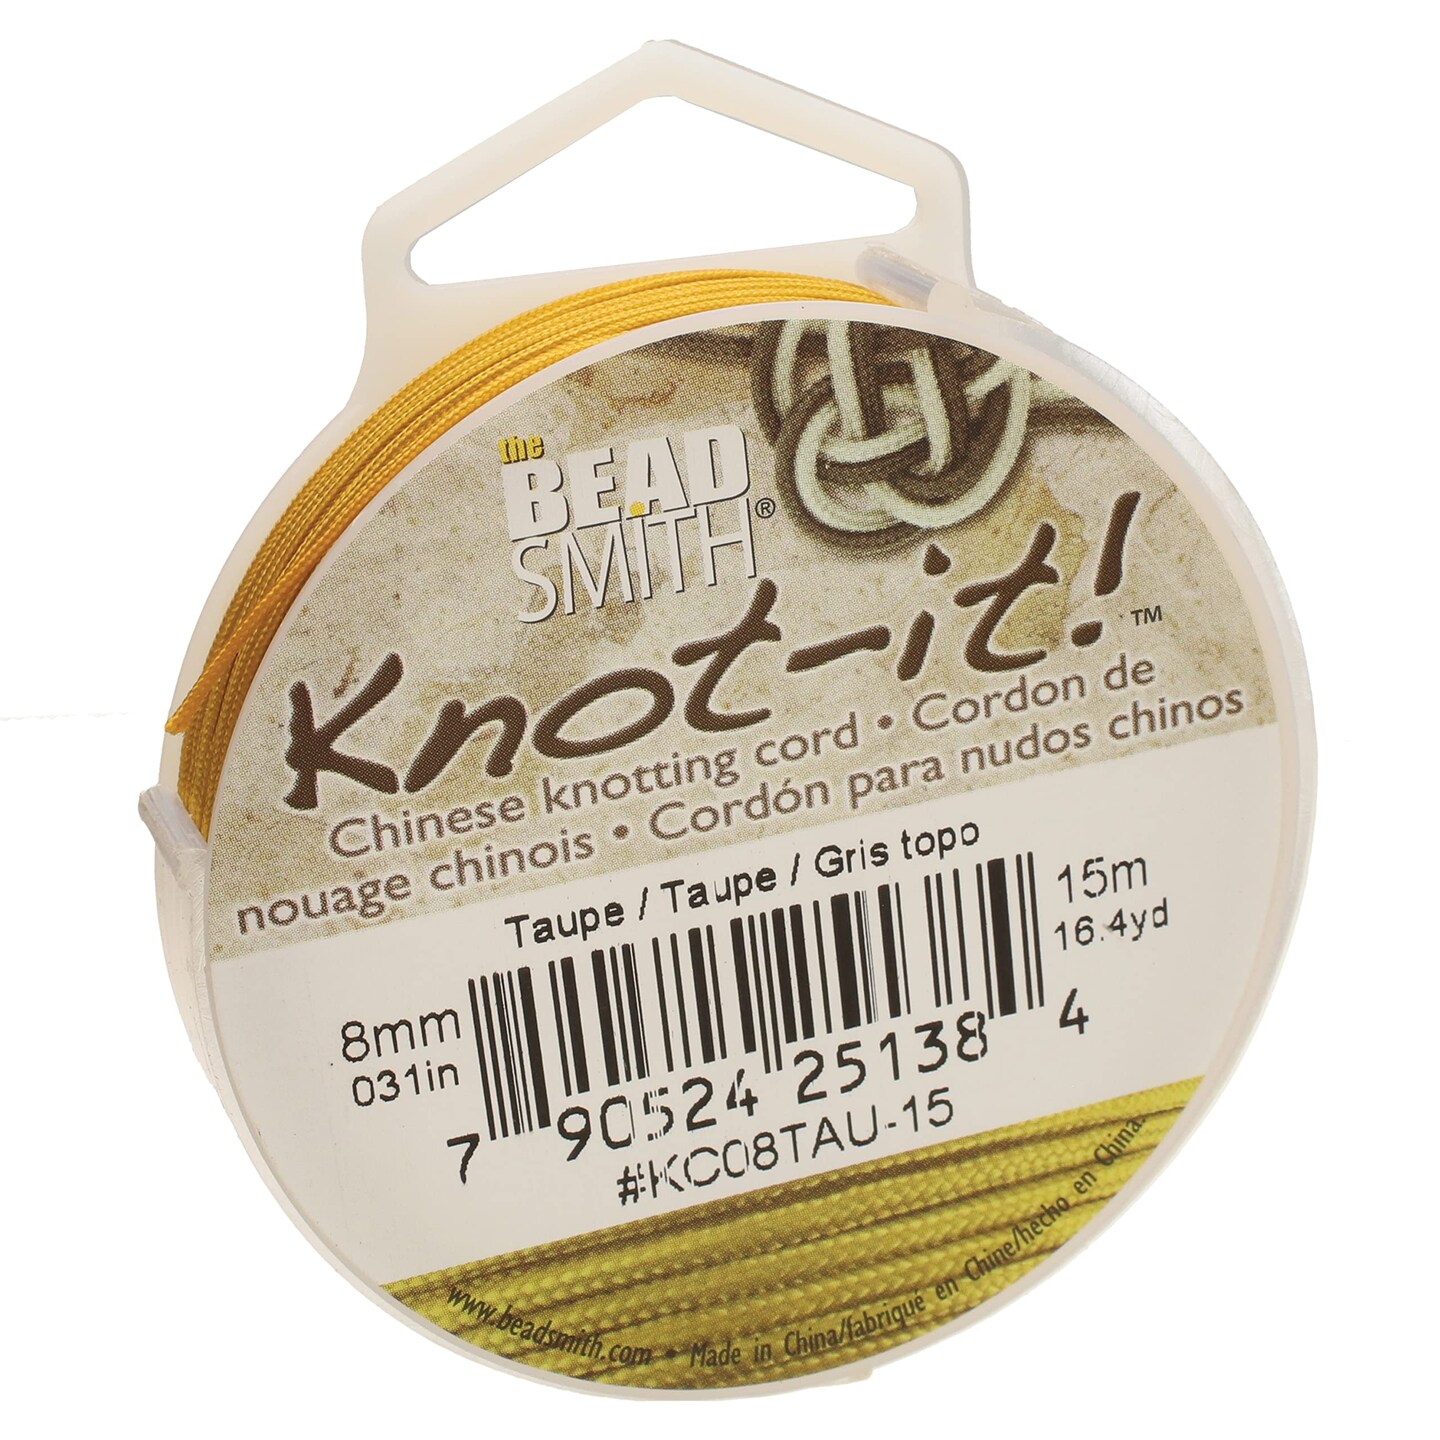 the
BEAD
SMITH®
Knot-it!™
Chinese knotting cord • Cordon de
nouage chinois • Cordón para nudos chinos
Taupe / Taupe / Gris topo
15m
16.4yd
8mm
031in
7 90524 25138 4
#KC08TAU-15
www.beadsmith.com • Made in China/fabriqué en Chine/hecho en China.